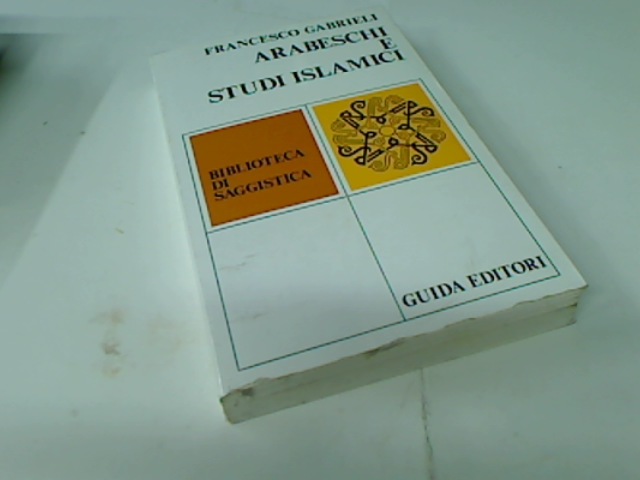 FRANCESCO GABRIELI
ARABESCHI
E
STUDI ISLAMICI
BIBLIOTECA
DI
SAGGISTICA
GUIDA EDITORI